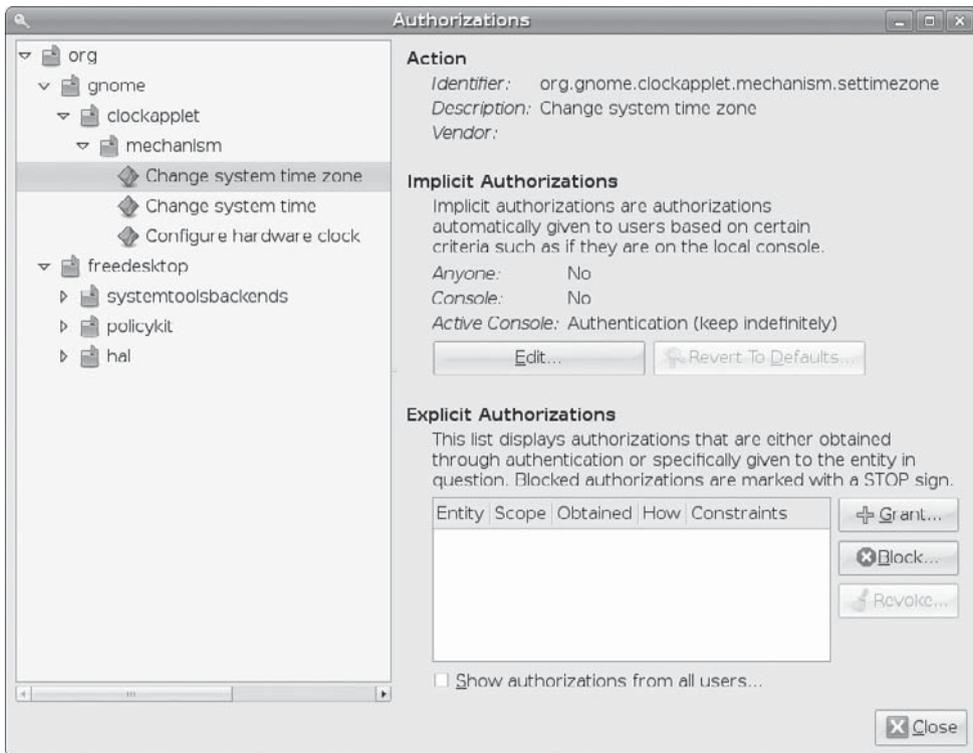 Authorizations
org
gnome
clockapplet
mechanism
Change system time zone
Change system time
Configure hardware clock
freedesktop
systemtoolsbackends
policykit
hal
Action
Identifier: org.gnome.clockapplet.mechanism.settimezone
Description: Change system time zone
Vendor:
Implicit Authorizations
Implicit authorizations are authorizations
automatically given to users based on certain
criteria such as if they are on the local console.
Anyone: No
Console: No
Active Console: Authentication (keep indefinitely)
Edit... Revert To Defaults...
Explicit Authorizations
This list displays authorizations that are either obtained
through authentication or specifically given to the entity in
question. Blocked authorizations are marked with a STOP sign.
Entity Scope Obtained How Constraints
Grant...
Block...
Revoke...
Show authorizations from all users...
Close